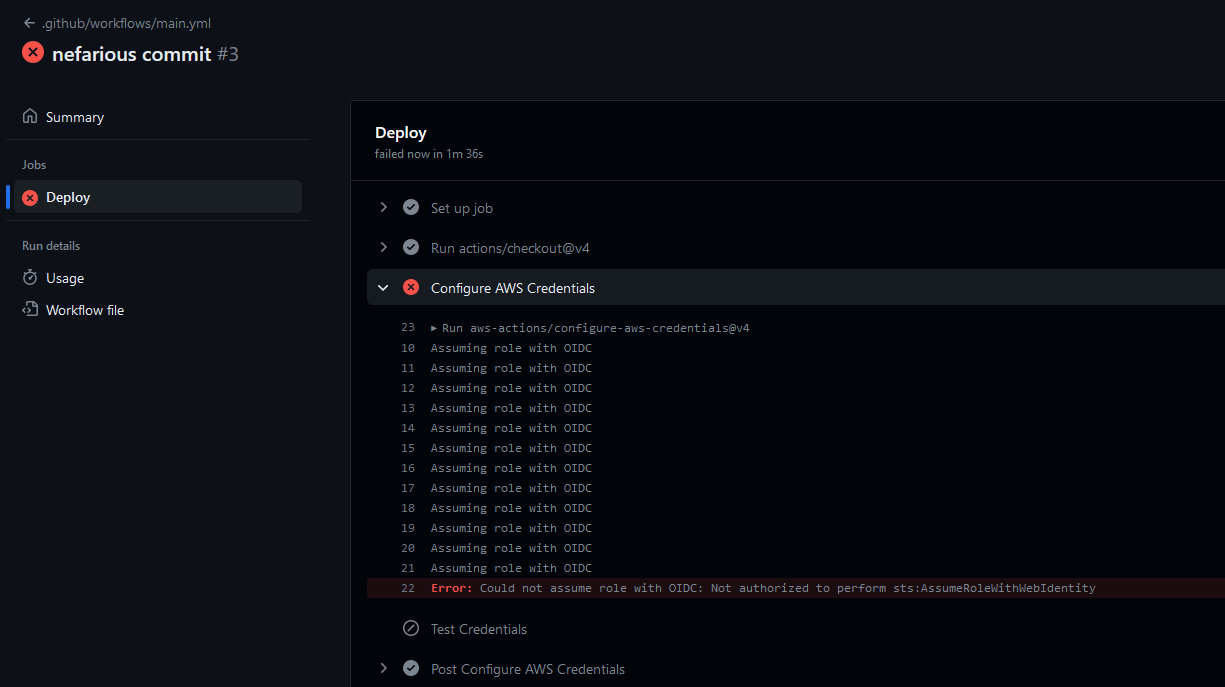 .github/workflows/main.yml
nefarious commit #3
Summary
Jobs
Deploy
Run details
Usage
Workflow file
Deploy
failed now in 1m 36s
Set up job
Run actions/checkout@v4
Configure AWS Credentials
23 ▸ Run aws-actions/configure-aws-credentials@v4
10 Assuming role with OIDC
11 Assuming role with OIDC
12 Assuming role with OIDC
13 Assuming role with OIDC
14 Assuming role with OIDC
15 Assuming role with OIDC
16 Assuming role with OIDC
17 Assuming role with OIDC
18 Assuming role with OIDC
19 Assuming role with OIDC
20 Assuming role with OIDC
21 Assuming role with OIDC
22 Error: Could not assume role with OIDC: Not authorized to perform sts:AssumeRoleWithWebIdentity
Test Credentials
Post Configure AWS Credentials